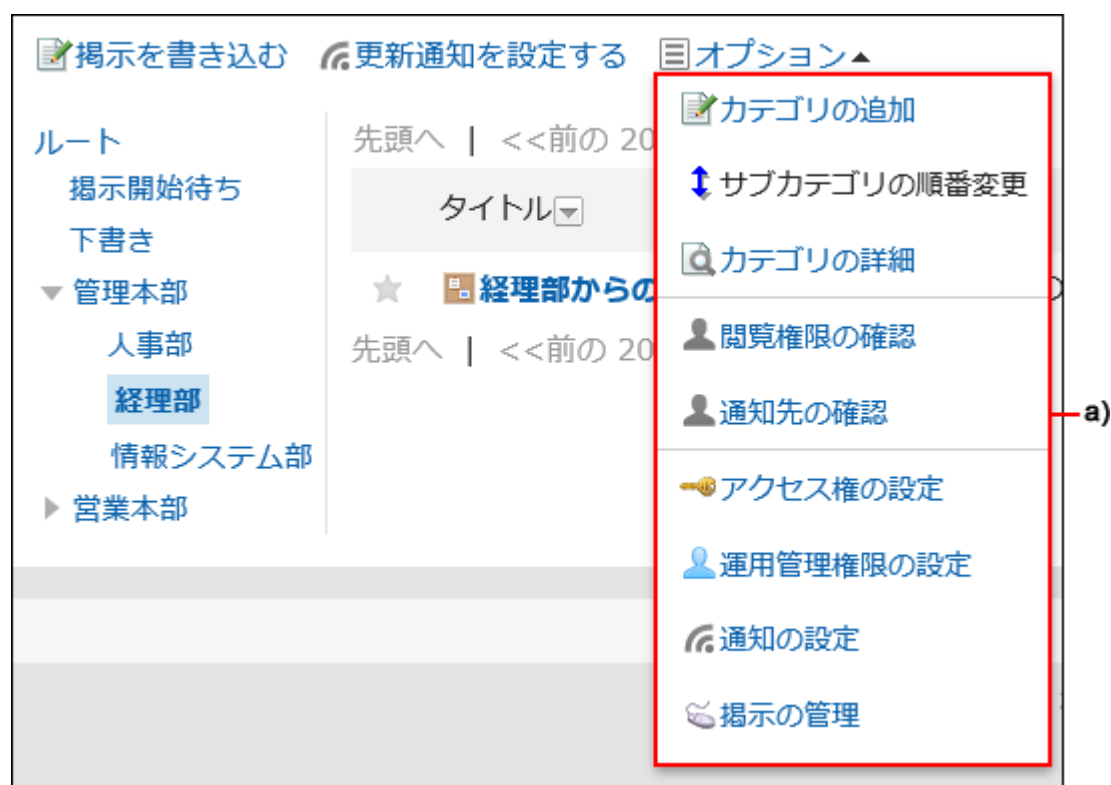 掲示を書き込む 更新通知を設定する オプション▲
ルート
掲示開始待ち
下書き
▼ 管理本部
人事部
経理部
情報システム部
▶ 営業本部
先頭へ | <<前の 20
タイトル
経理部からの
先頭へ | <<前の 20
カテゴリの追加
サブカテゴリの順番変更
カテゴリの詳細
閲覧権限の確認
通知先の確認
アクセス権の設定
運用管理権限の設定
通知の設定
掲示の管理
a)